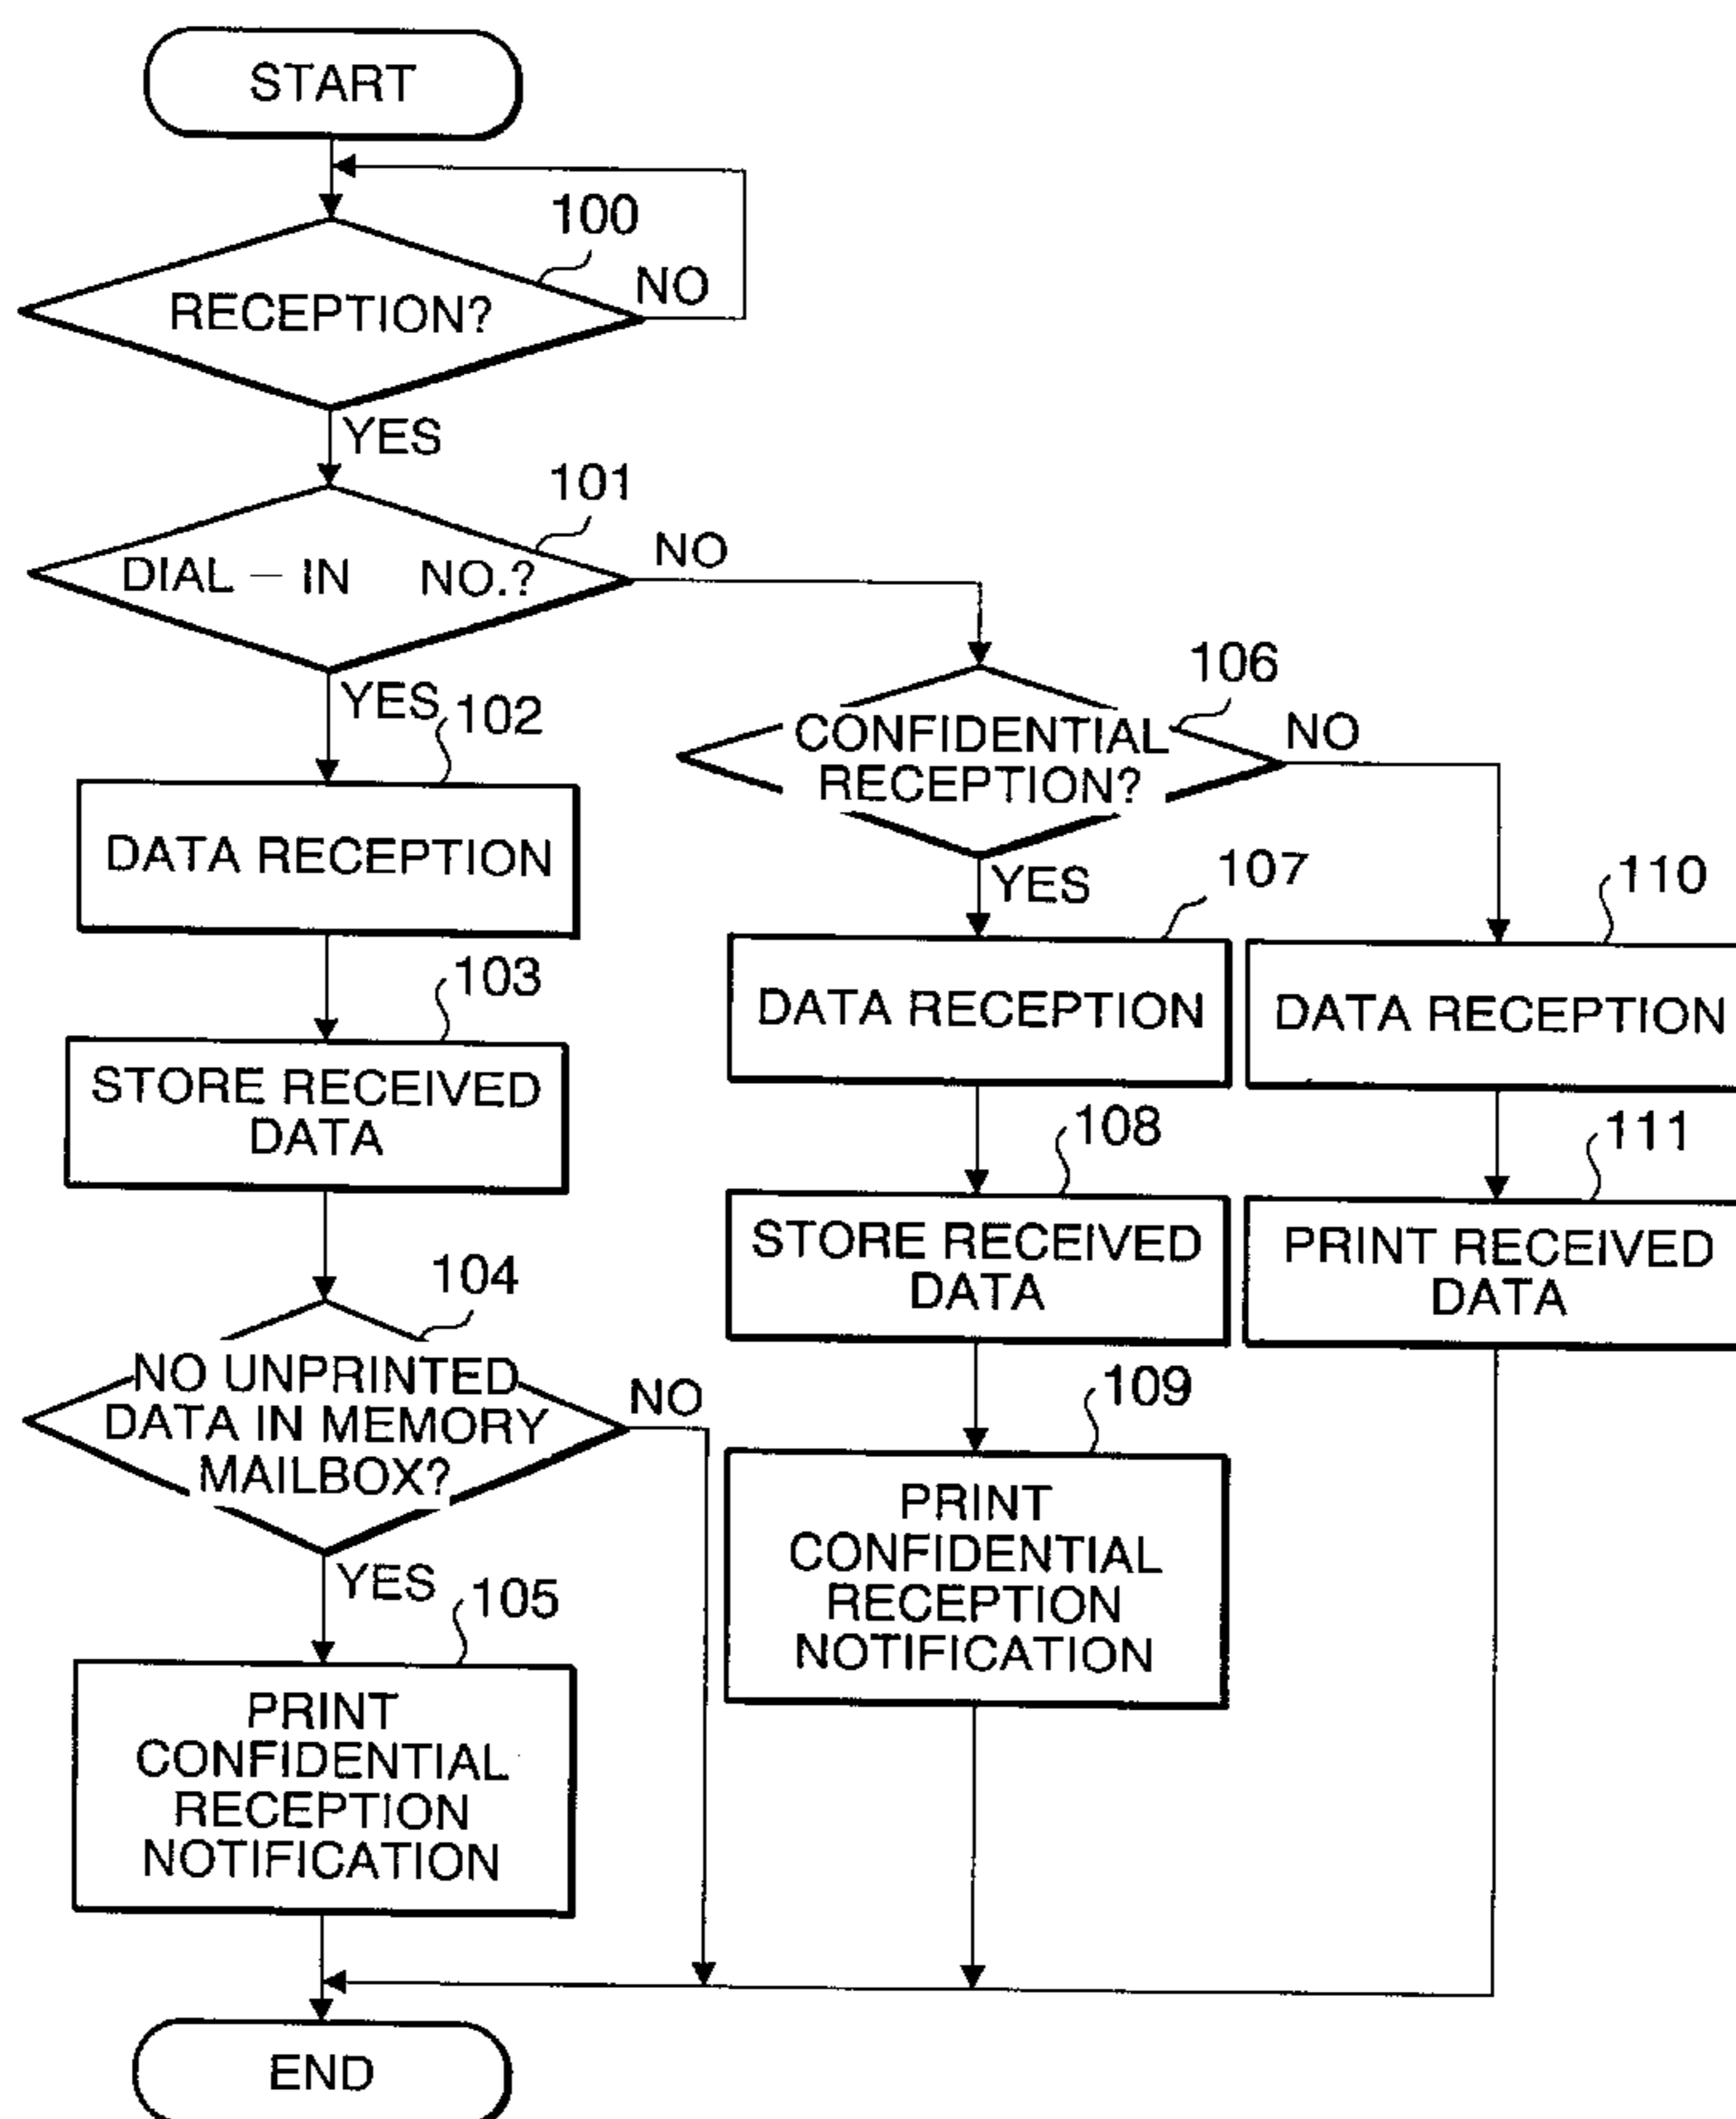 START
100
RECEPTION?
NO
YES
101
DIAL — IN NO.?
NO
YES
102
DATA RECEPTION
103
STORE RECEIVED
DATA
104
NO UNPRINTED
DATA IN MEMORY
MAILBOX?
NO
YES
105
PRINT
CONFIDENTIAL
RECEPTION
NOTIFICATION
106
CONFIDENTIAL
RECEPTION?
NO
YES
107
DATA RECEPTION
108
STORE RECEIVED
DATA
109
PRINT
CONFIDENTIAL
RECEPTION
NOTIFICATION
110
DATA RECEPTION
111
PRINT RECEIVED
DATA
END